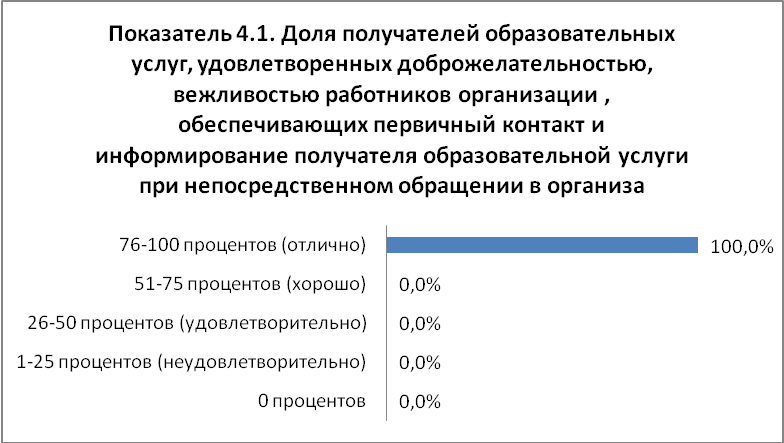 Показатель 4.1. Доля получателей образовательных
услуг, удовлетворенных доброжелательностью,
вежливостью работников организации ,
обеспечивающих первичный контакт и
информирование получателя образовательной услуги
при непосредственном обращении в организа
76-100 процентов (отлично) 100,0%
51-75 процентов (хорошо) 0,0%
26-50 процентов (удовлетворительно) 0,0%
1-25 процентов (неудовлетворительно) 0,0%
0 процентов 0,0%